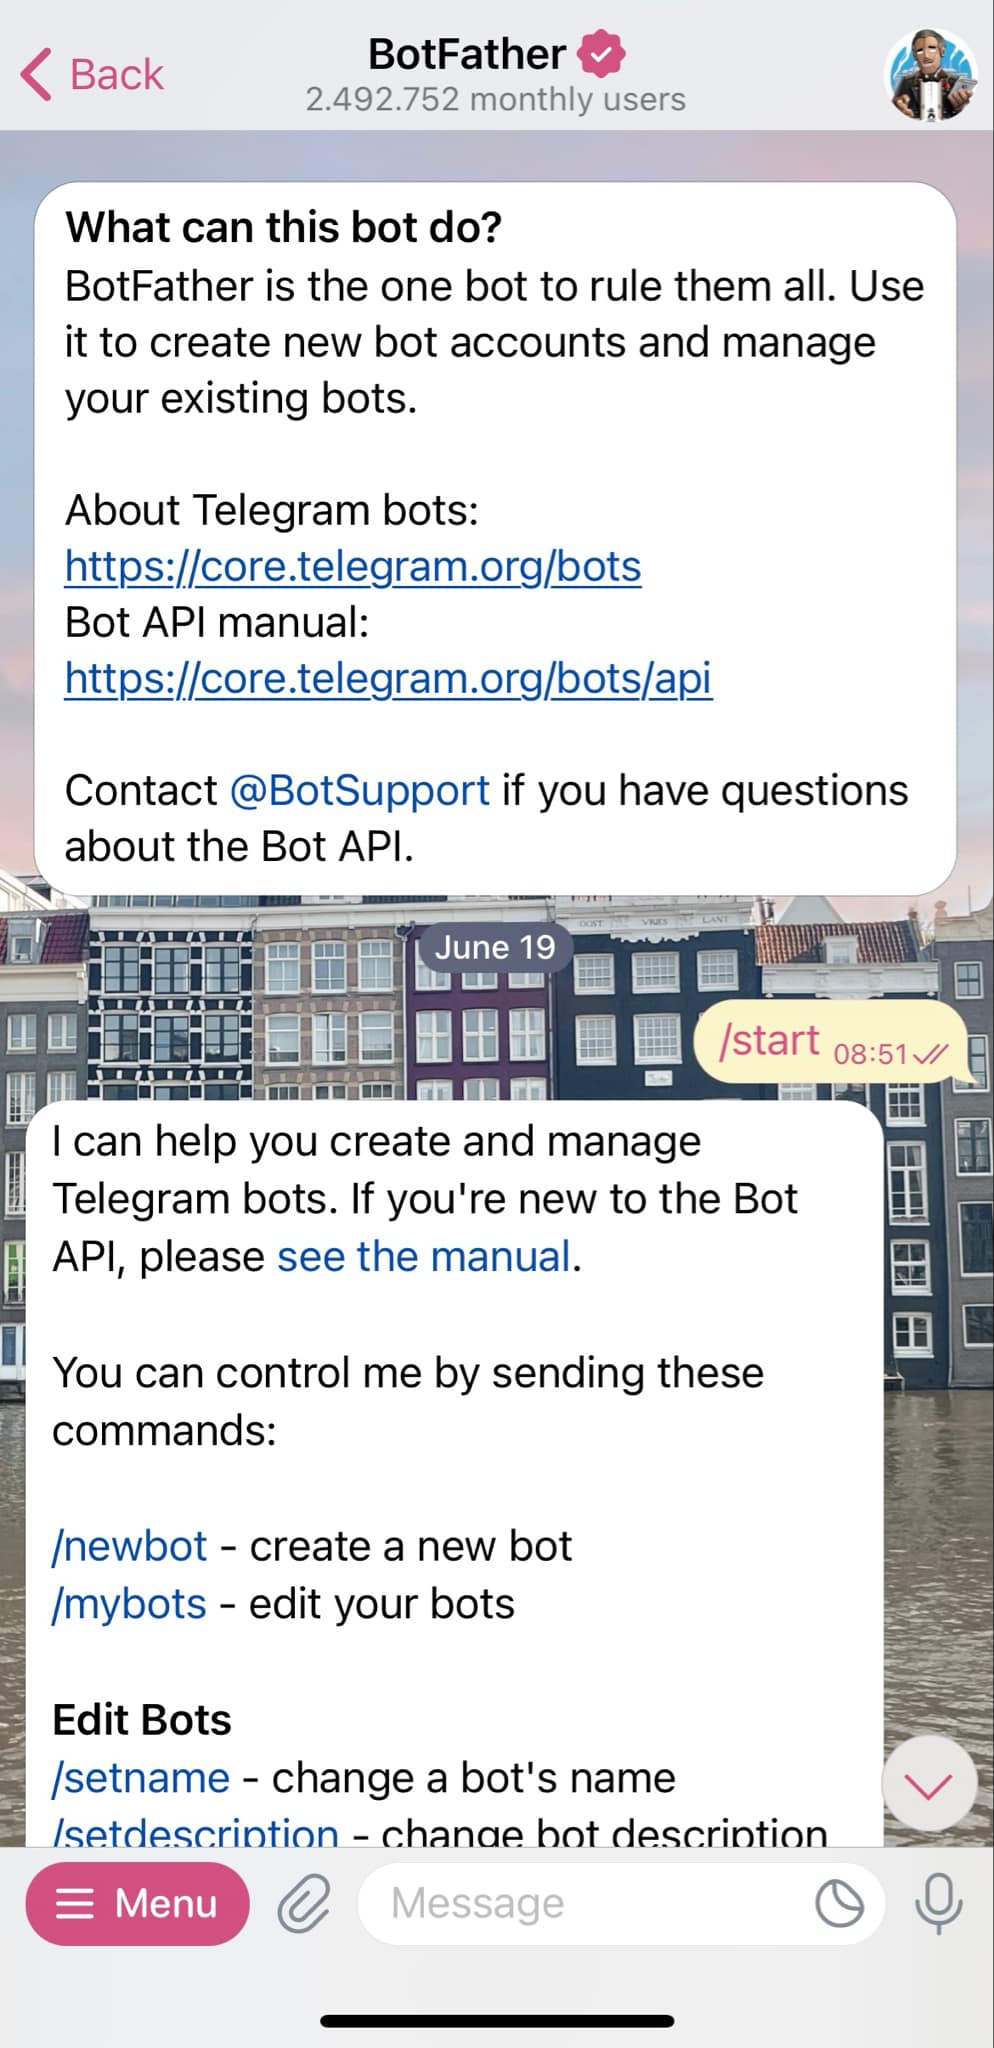 Back
BotFather
2.492.752 monthly users
What can this bot do?
BotFather is the one bot to rule them all. Use
it to create new bot accounts and manage
your existing bots.
About Telegram bots:
https://core.telegram.org/bots
Bot API manual:
https://core.telegram.org/bots/api
Contact @BotSupport if you have questions
about the Bot API.
OOST VRIES LANT
June 19
/start 08:51
I can help you create and manage
Telegram bots. If you're new to the Bot
API, please see the manual.
You can control me by sending these
commands:
/newbot - create a new bot
/mybots - edit your bots
Edit Bots
/setname - change a bot's name
/setdescription - change bot description
Menu
Message